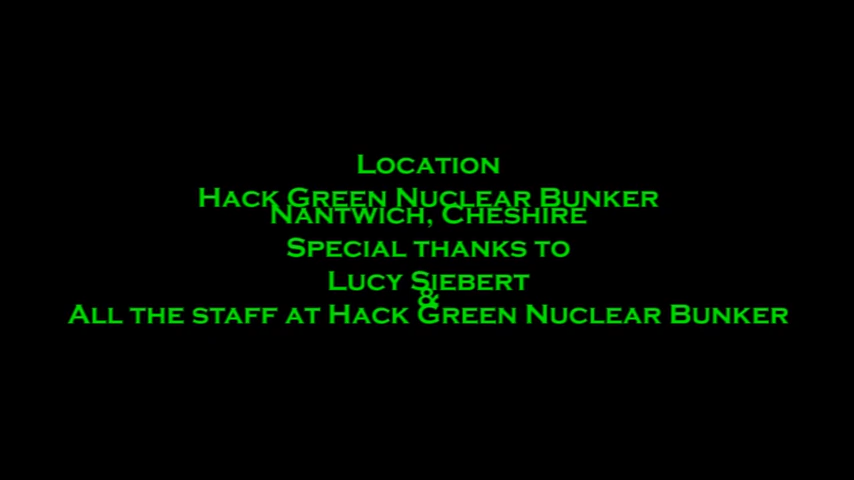 Location
Hack Green Nuclear Bunker
Nantwich, Cheshire
Special thanks to
Lucy Siebert
&
All the staff at Hack Green Nuclear Bunker